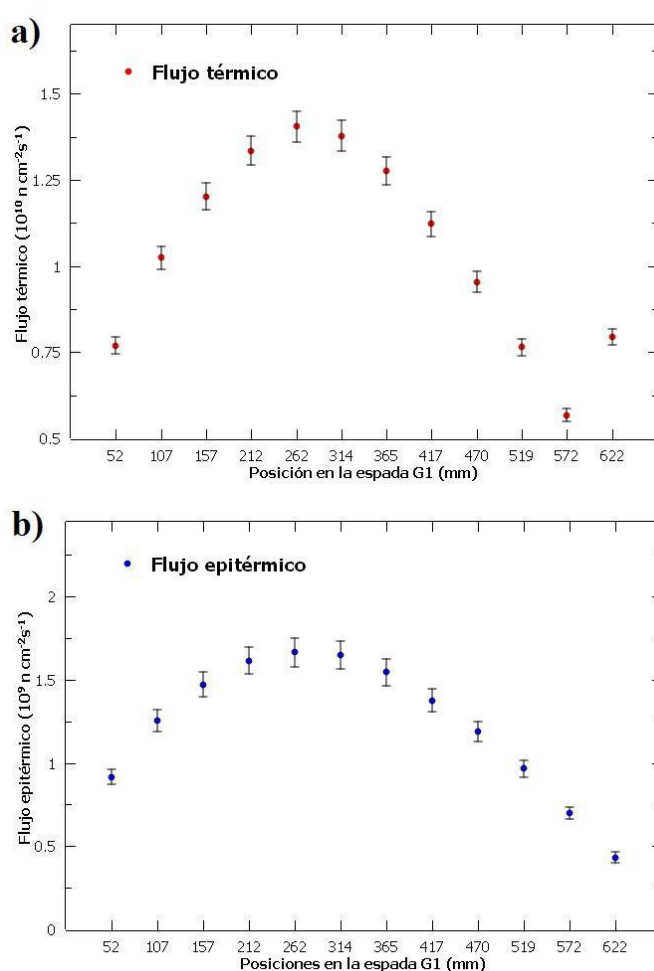 a)
Flujo térmico
1.5
1.25
1
0.75
0.5
Flujo térmico (10¹⁰ n cm⁻²s⁻¹)
52 107 157 212 262 314 365 417 470 519 572 622
Posición en la espada G1 (mm)
b)
Flujo epitérmico
2
1.5
1
0.5
0
Flujo epitérmico (10⁹ n cm⁻²s⁻¹)
52 107 157 212 262 314 365 417 470 519 572 622
Posiciones en la espada G1 (mm)